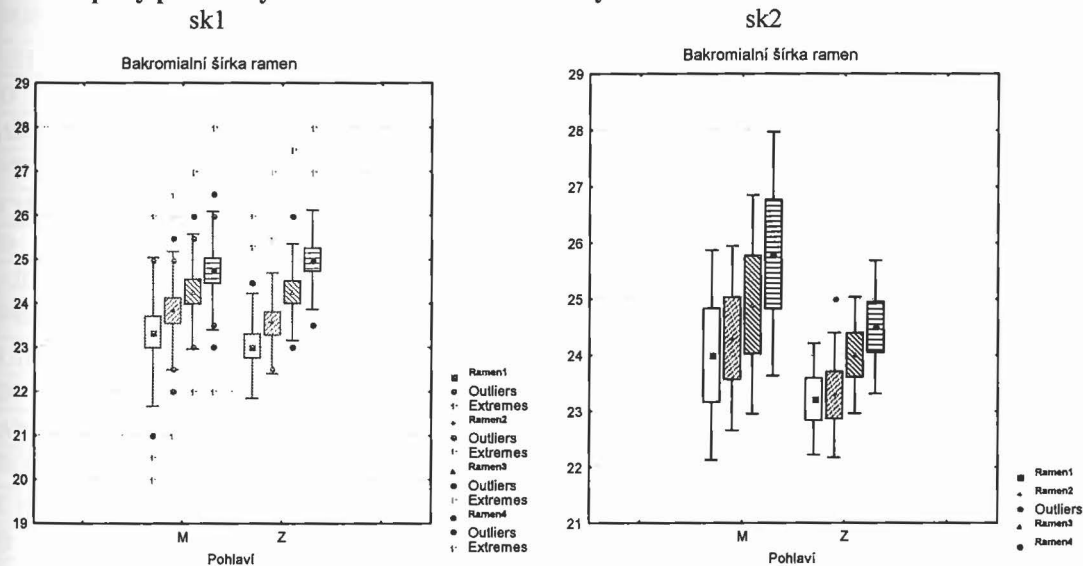 sk1
Bakromialní šírka ramen
29
28
27
26
25
24
23
22
21
20
19
M
Z
Pohlaví
Ramen1
Outliers
Extremes
Ramen2
Outliers
Extremes
Ramen3
Outliers
Extremes
Ramen4
Outliers
Extremes
sk2
Bakromialní šírka ramen
29
28
27
26
25
24
23
22
21
M
Z
Pohlaví
Ramen1
Ramen2
Outliers
Ramen3
Ramen4